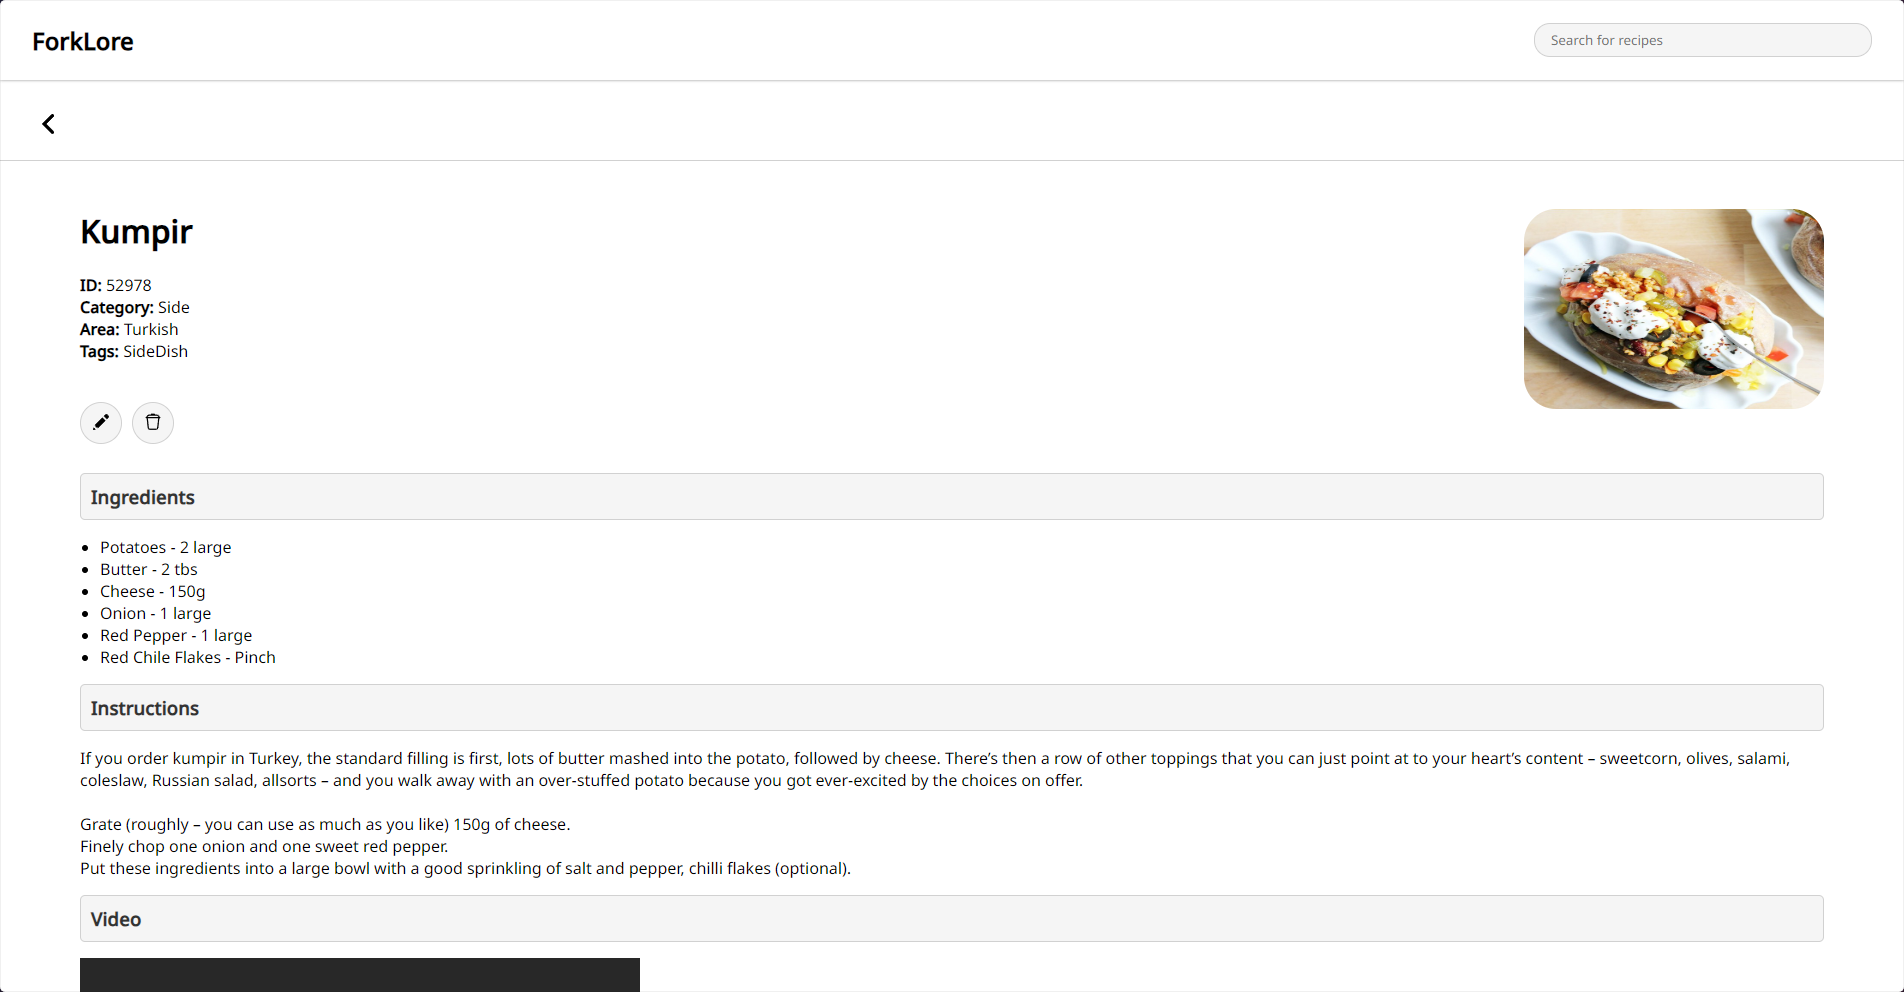 ForkLore
Search for recipes
Kumpir
ID: 52978
Category: Side
Area: Turkish
Tags: SideDish
Ingredients
Potatoes - 2 large
Butter - 2 tbs
Cheese - 150g
Onion - 1 large
Red Pepper - 1 large
Red Chile Flakes - Pinch
Instructions
If you order kumpir in Turkey, the standard filling is first, lots of butter mashed into the potato, followed by cheese. There’s then a row of other toppings that you can just point at to your heart’s content – sweetcorn, olives, salami,
coleslaw, Russian salad, allsorts – and you walk away with an over-stuffed potato because you got ever-excited by the choices on offer.
Grate (roughly – you can use as much as you like) 150g of cheese.
Finely chop one onion and one sweet red pepper.
Put these ingredients into a large bowl with a good sprinkling of salt and pepper, chilli flakes (optional).
Video